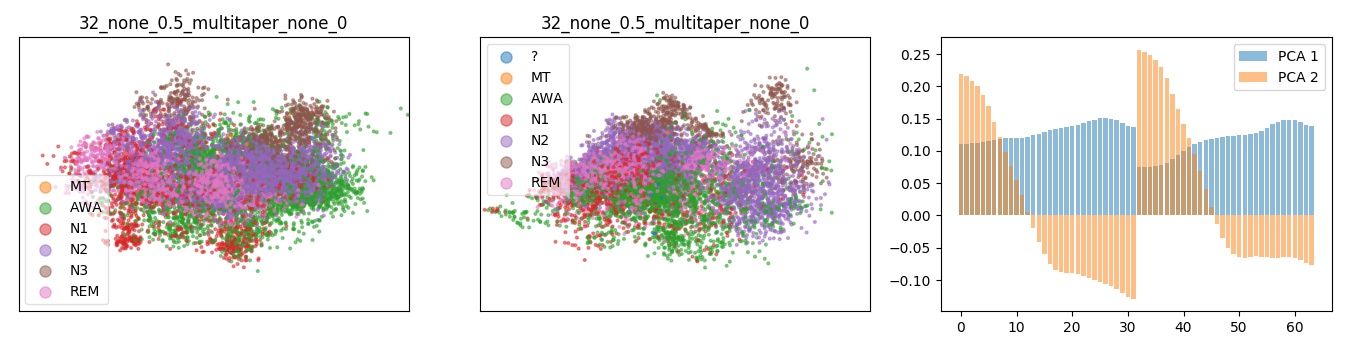 32_none_0.5_multitaper_none_0
MT
AWA
N1
N2
N3
REM
32_none_0.5_multitaper_none_0
?
MT
AWA
N1
N2
N3
REM
PCA 1
PCA 2
0.25
0.20
0.15
0.10
0.05
0.00
−0.05
−0.10
0 10 20 30 40 50 60